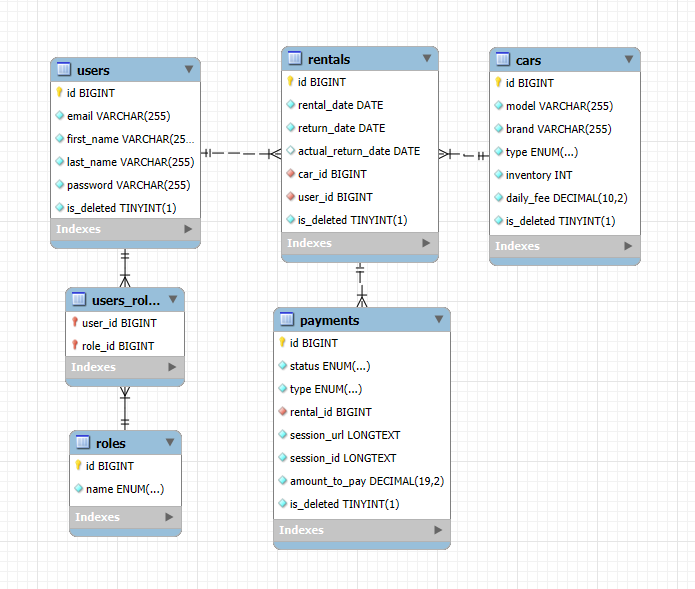 users
id BIGINT
email VARCHAR(255)
first_name VARCHAR(25...
last_name VARCHAR(255)
password VARCHAR(255)
is_deleted TINYINT(1)
Indexes
rentals
id BIGINT
rental_date DATE
return_date DATE
actual_return_date DATE
car_id BIGINT
user_id BIGINT
is_deleted TINYINT(1)
Indexes
cars
id BIGINT
model VARCHAR(255)
brand VARCHAR(255)
type ENUM(...)
inventory INT
daily_fee DECIMAL(10,2)
is_deleted TINYINT(1)
Indexes
users_rol...
user_id BIGINT
role_id BIGINT
Indexes
payments
id BIGINT
status ENUM(...)
type ENUM(...)
rental_id BIGINT
session_url LONGTEXT
session_id LONGTEXT
amount_to_pay DECIMAL(19,2)
is_deleted TINYINT(1)
Indexes
roles
id BIGINT
name ENUM(...)
Indexes